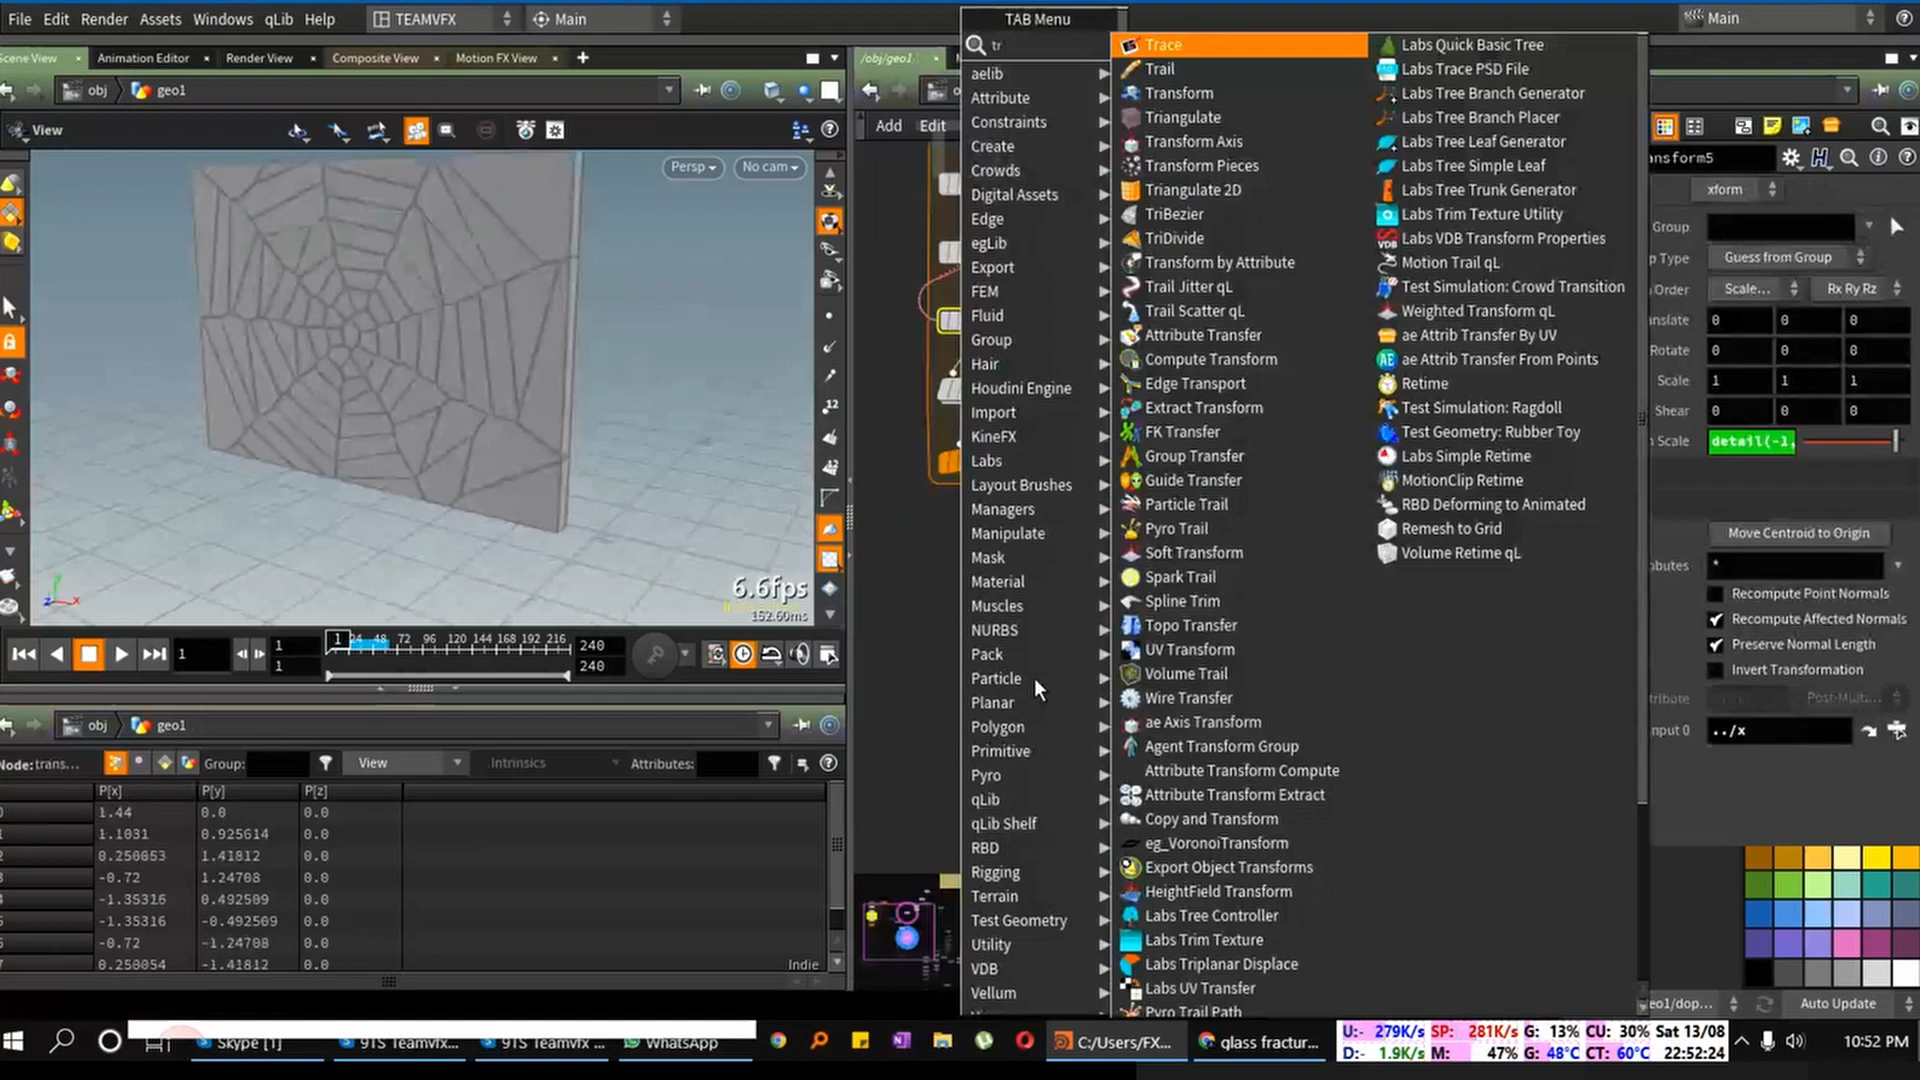 File Edit Render Assets Windows qLib Help TEAMVFX Main Main
TAB Menu
tr
Scene View Animation Editor Render View Composite View Motion FX View
/obj/geo1
obj geo1
View
Persp No cam
Add Edit
6.6fps
152.60ms
1
24 48 72 96 120 144 168 192 216
240
240
1
1
1
obj geo1
Node: trans... Group: View Intrinsics Attributes:
P[x] P[y] P[z]
1.44 0.0 0.0
1.1031 0.925614 0.0
0.250053 1.41812 0.0
-0.72 1.24708 0.0
-1.35316 0.492509 0.0
-1.35316 -0.492509 0.0
-0.72 -1.24708 0.0
0.250054 -1.41812 0.0
Indie
aelib
Attribute
Constraints
Create
Crowds
Digital Assets
Edge
egLib
Export
FEM
Fluid
Group
Hair
Houdini Engine
Import
KineFX
Labs
Layout Brushes
Managers
Manipulate
Mask
Material
Muscles
NURBS
Pack
Particle
Planar
Polygon
Primitive
Pyro
qLib
qLib Shelf
RBD
Rigging
Terrain
Test Geometry
Utility
VDB
Vellum
Trace
Trail
Transform
Triangulate
Transform Axis
Transform Pieces
Triangulate 2D
TriBezier
TriDivide
Transform by Attribute
Trail Jitter qL
Trail Scatter qL
Attribute Transfer
Compute Transform
Edge Transport
Extract Transform
FK Transfer
Group Transfer
Guide Transfer
Particle Trail
Pyro Trail
Soft Transform
Spark Trail
Spline Trim
Topo Transfer
UV Transform
Volume Trail
Wire Transfer
ae Axis Transform
Agent Transform Group
Attribute Transform Compute
Attribute Transform Extract
Copy and Transform
eg_VoronoiTransform
Export Object Transforms
HeightField Transform
Labs Tree Controller
Labs Trim Texture
Labs Triplanar Displace
Labs UV Transfer
Pyro Trail Path
Labs Quick Basic Tree
Labs Trace PSD File
Labs Tree Branch Generator
Labs Tree Branch Placer
Labs Tree Leaf Generator
Labs Tree Simple Leaf
Labs Tree Trunk Generator
Labs Trim Texture Utility
Labs VDB Transform Properties
Motion Trail qL
Test Simulation: Crowd Transition
Weighted Transform qL
ae Attrib Transfer By UV
ae Attrib Transfer From Points
Retime
Test Simulation: Ragdoll
Test Geometry: Rubber Toy
Labs Simple Retime
MotionClip Retime
RBD Deforming to Animated
Remesh to Grid
Volume Retime qL
ansform5
xform
Group
p Type Guess from Group
Order Scale... Rx Ry Rz
anslate 0 0 0
Rotate 0 0 0
Scale 1 1 1
Shear 0 0 0
Scale detail(-1,
Move Centroid to Origin
butes *
Recompute Point Normals
Recompute Affected Normals
Preserve Normal Length
Invert Transformation
tribute Post-Mult...
nput 0 ../x
eo1/dop... Auto Update
Skype [1] 9TS Teamvfx... 9TS Teamvfx ... WhatsApp C:/Users/FX... glass fractur...
U:- 279K/s SP: 281K/s G: 13% CU: 30% Sat 13/08
D:- 1.9K/s M: 47% G: 48°C CT: 60°C 22:52:24
10:52 PM